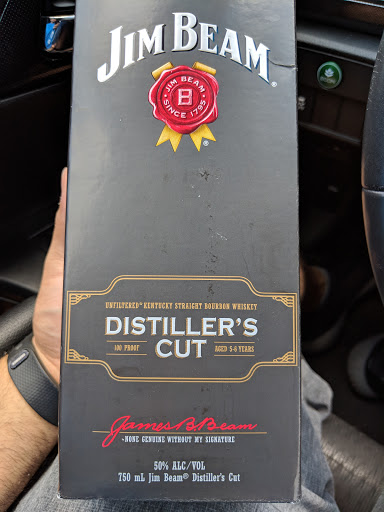 JIM BEAM®
JIM BEAM
B
SINCE 1795
®
UNFILTERED* KENTUCKY STRAIGHT BOURBON WHISKEY
DISTILLER'S
CUT
100 PROOF
AGED 5-6 YEARS
James B. Beam
-NONE GENUINE WITHOUT MY SIGNATURE
50% ALC/VOL
750 mL Jim Beam® Distiller's Cut